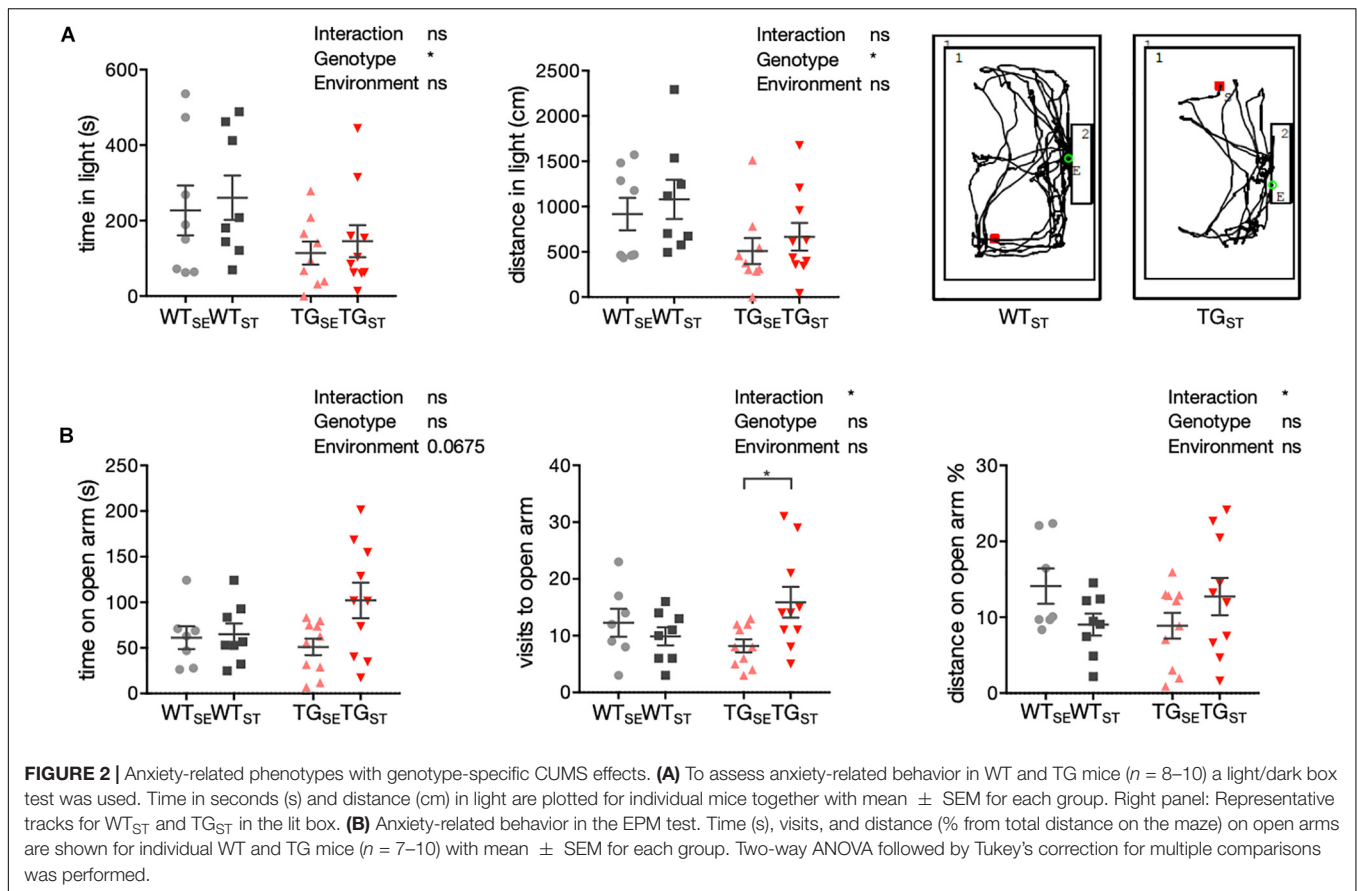 A
Interaction ns
Genotype *
Environment ns
time in light (s)
600
400
200
0
WTSE WTST TGSE TGST
Interaction ns
Genotype *
Environment ns
distance in light (cm)
2500
2000
1500
1000
500
0
WTSE WTST TGSE TGST
1
1
2
E
WTST
1
S
2
E
TGST
B
Interaction ns
Genotype ns
Environment 0.0675
time on open arm (s)
250
200
150
100
50
0
WTSE WTST TGSE TGST
Interaction *
Genotype ns
Environment ns
visits to open arm
40
30
20
10
0
*
WTSE WTST TGSE TGST
Interaction *
Genotype ns
Environment ns
distance on open arm %
30
20
10
0
WTSE WTST TGSE TGST
FIGURE 2 | Anxiety-related phenotypes with genotype-specific CUMS effects. (A) To assess anxiety-related behavior in WT and TG mice (n = 8–10) a light/dark box
test was used. Time in seconds (s) and distance (cm) in light are plotted for individual mice together with mean ± SEM for each group. Right panel: Representative
tracks for WTST and TGST in the lit box. (B) Anxiety-related behavior in the EPM test. Time (s), visits, and distance (% from total distance on the maze) on open arms
are shown for individual WT and TG mice (n = 7–10) with mean ± SEM for each group. Two-way ANOVA followed by Tukey's correction for multiple comparisons
was performed.